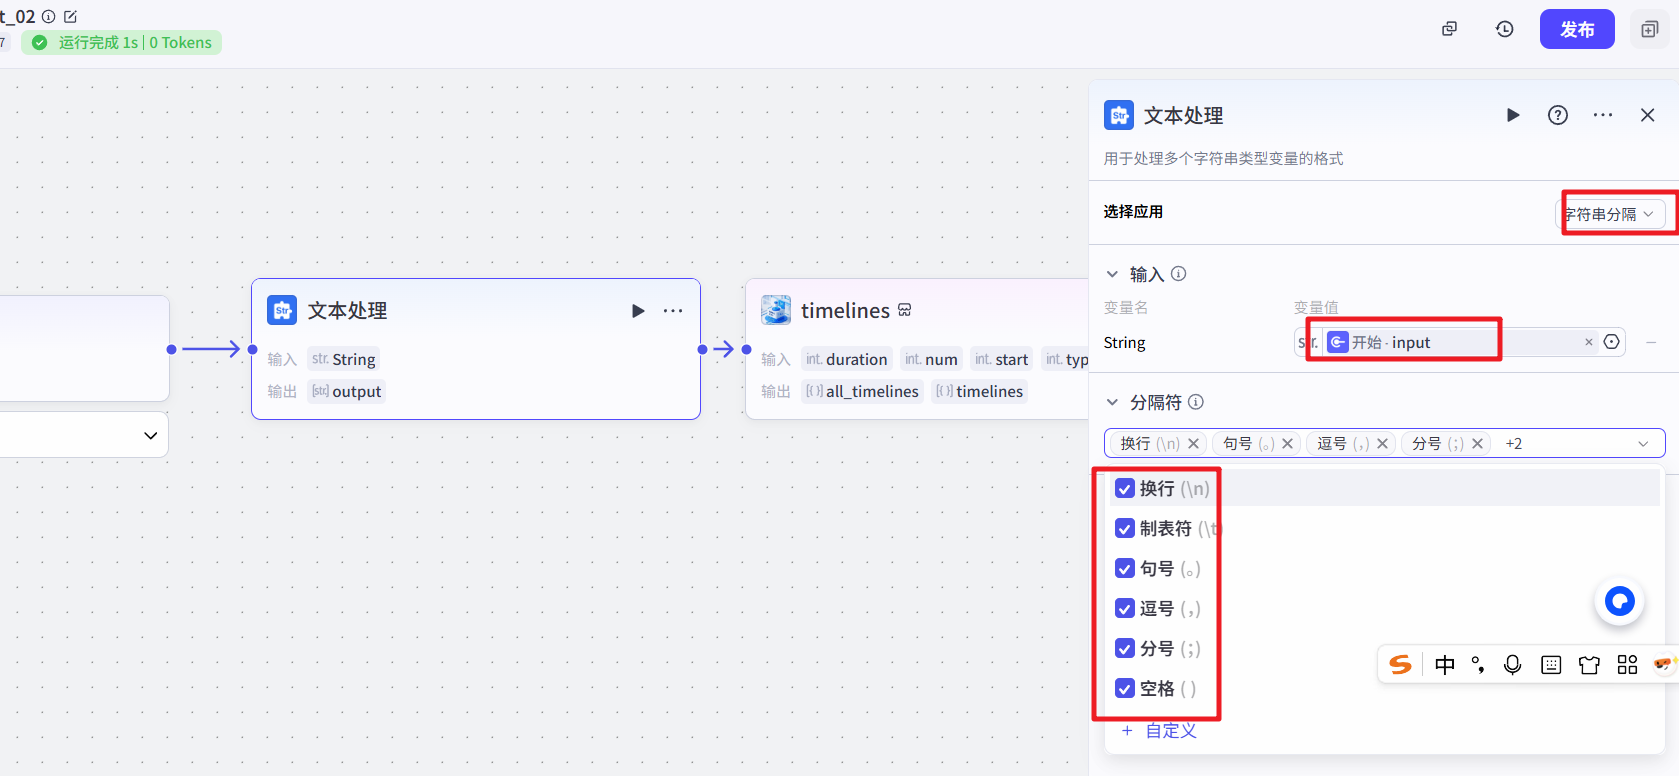 t_02
7
运行完成 1s | 0 Tokens
发布
Str
文本处理
用于处理多个字符串类型变量的格式
选择应用
字符串分隔
输入
变量名 变量值
String str. 开始 - input
分隔符
换行 (\n) 句号 (。) 逗号 (，) 分号 (；) +2
换行 (\n)
制表符 (\t
句号 (。)
逗号 (，)
分号 (；)
空格 ( )
+ 自定义
Str
文本处理
输入 str. String
输出 [str] output
timelines
输入 int. duration int. num int. start int. typ
输出 [()] all_timelines [()] timelines
中